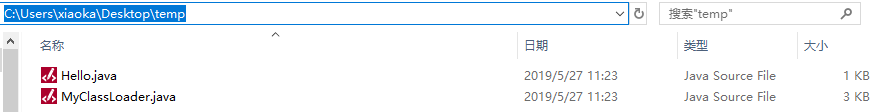 C:\Users\xiaoka\Desktop\temp 搜索"temp"
名称 日期 类型 大小
Hello.java 2019/5/27 11:23 Java Source File 1 KB
MyClassLoader.java 2019/5/27 11:23 Java Source File 3 KB